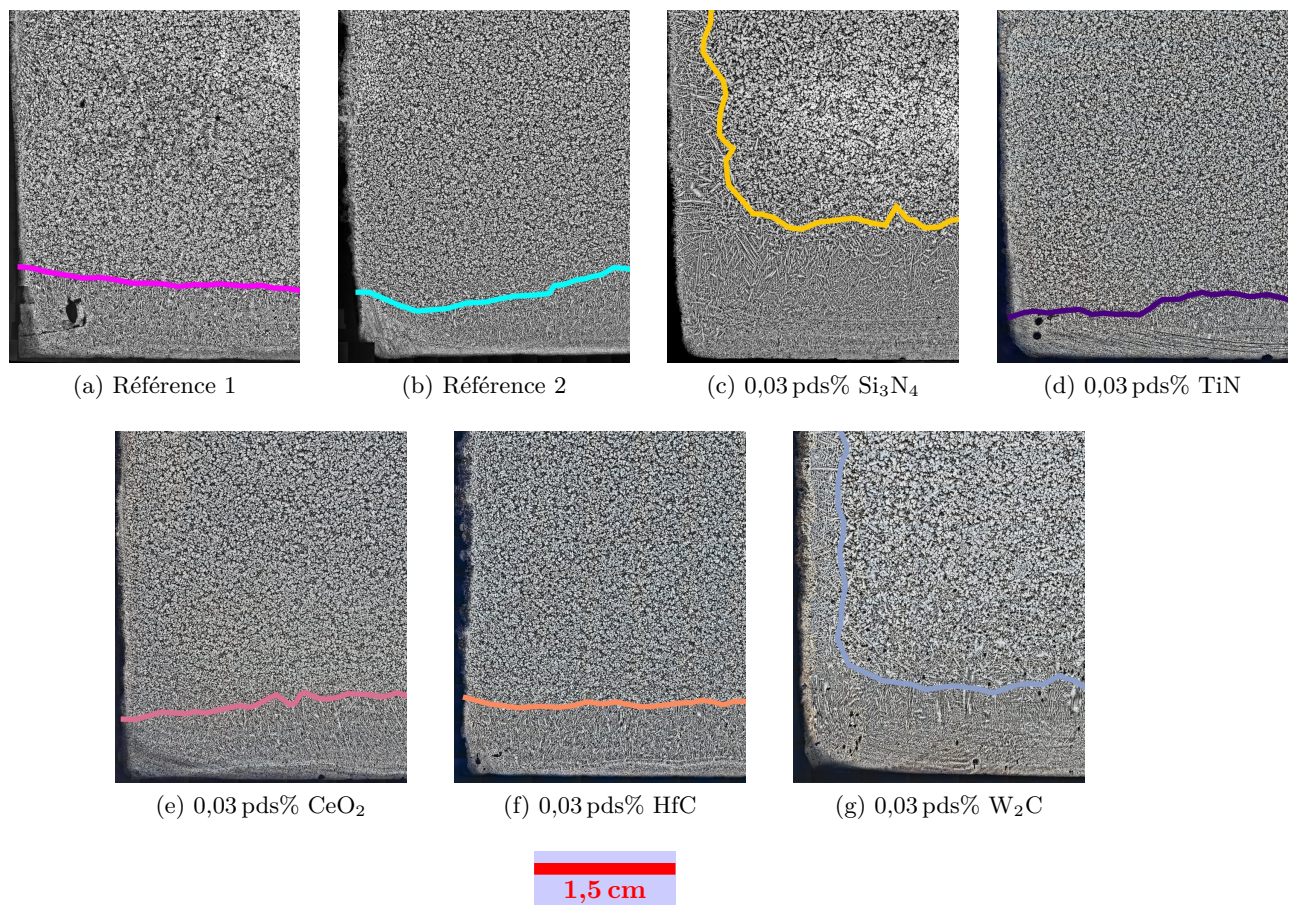 (a) Référence 1
(b) Référence 2
(c) 0,03 pds% Si₃N₄
(d) 0,03 pds% TiN
(e) 0,03 pds% CeO₂
(f) 0,03 pds% HfC
(g) 0,03 pds% W₂C
1,5 cm